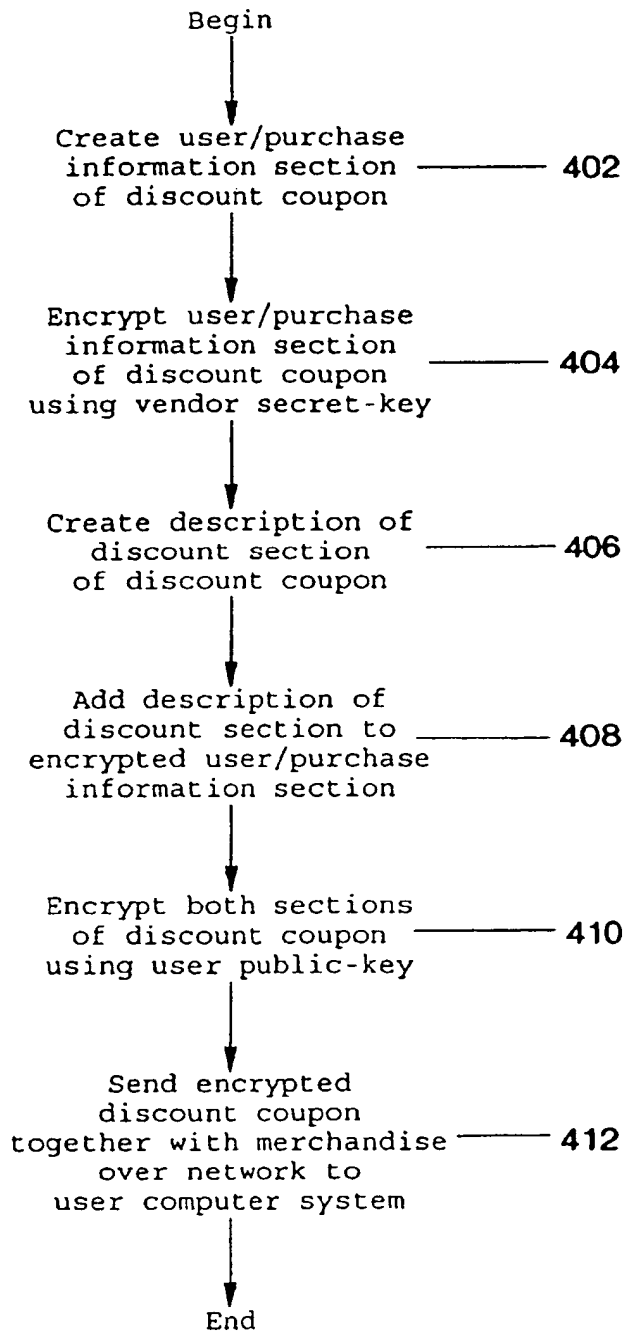 Begin
Create user/purchase
information section
of discount coupon
402
Encrypt user/purchase
information section
of discount coupon
using vendor secret-key
404
Create description of
discount section
of discount coupon
406
Add description of
discount section to
encrypted user/purchase
information section
408
Encrypt both sections
of discount coupon
using user public-key
410
Send encrypted
discount coupon
together with merchandise
over network to
user computer system
412
End